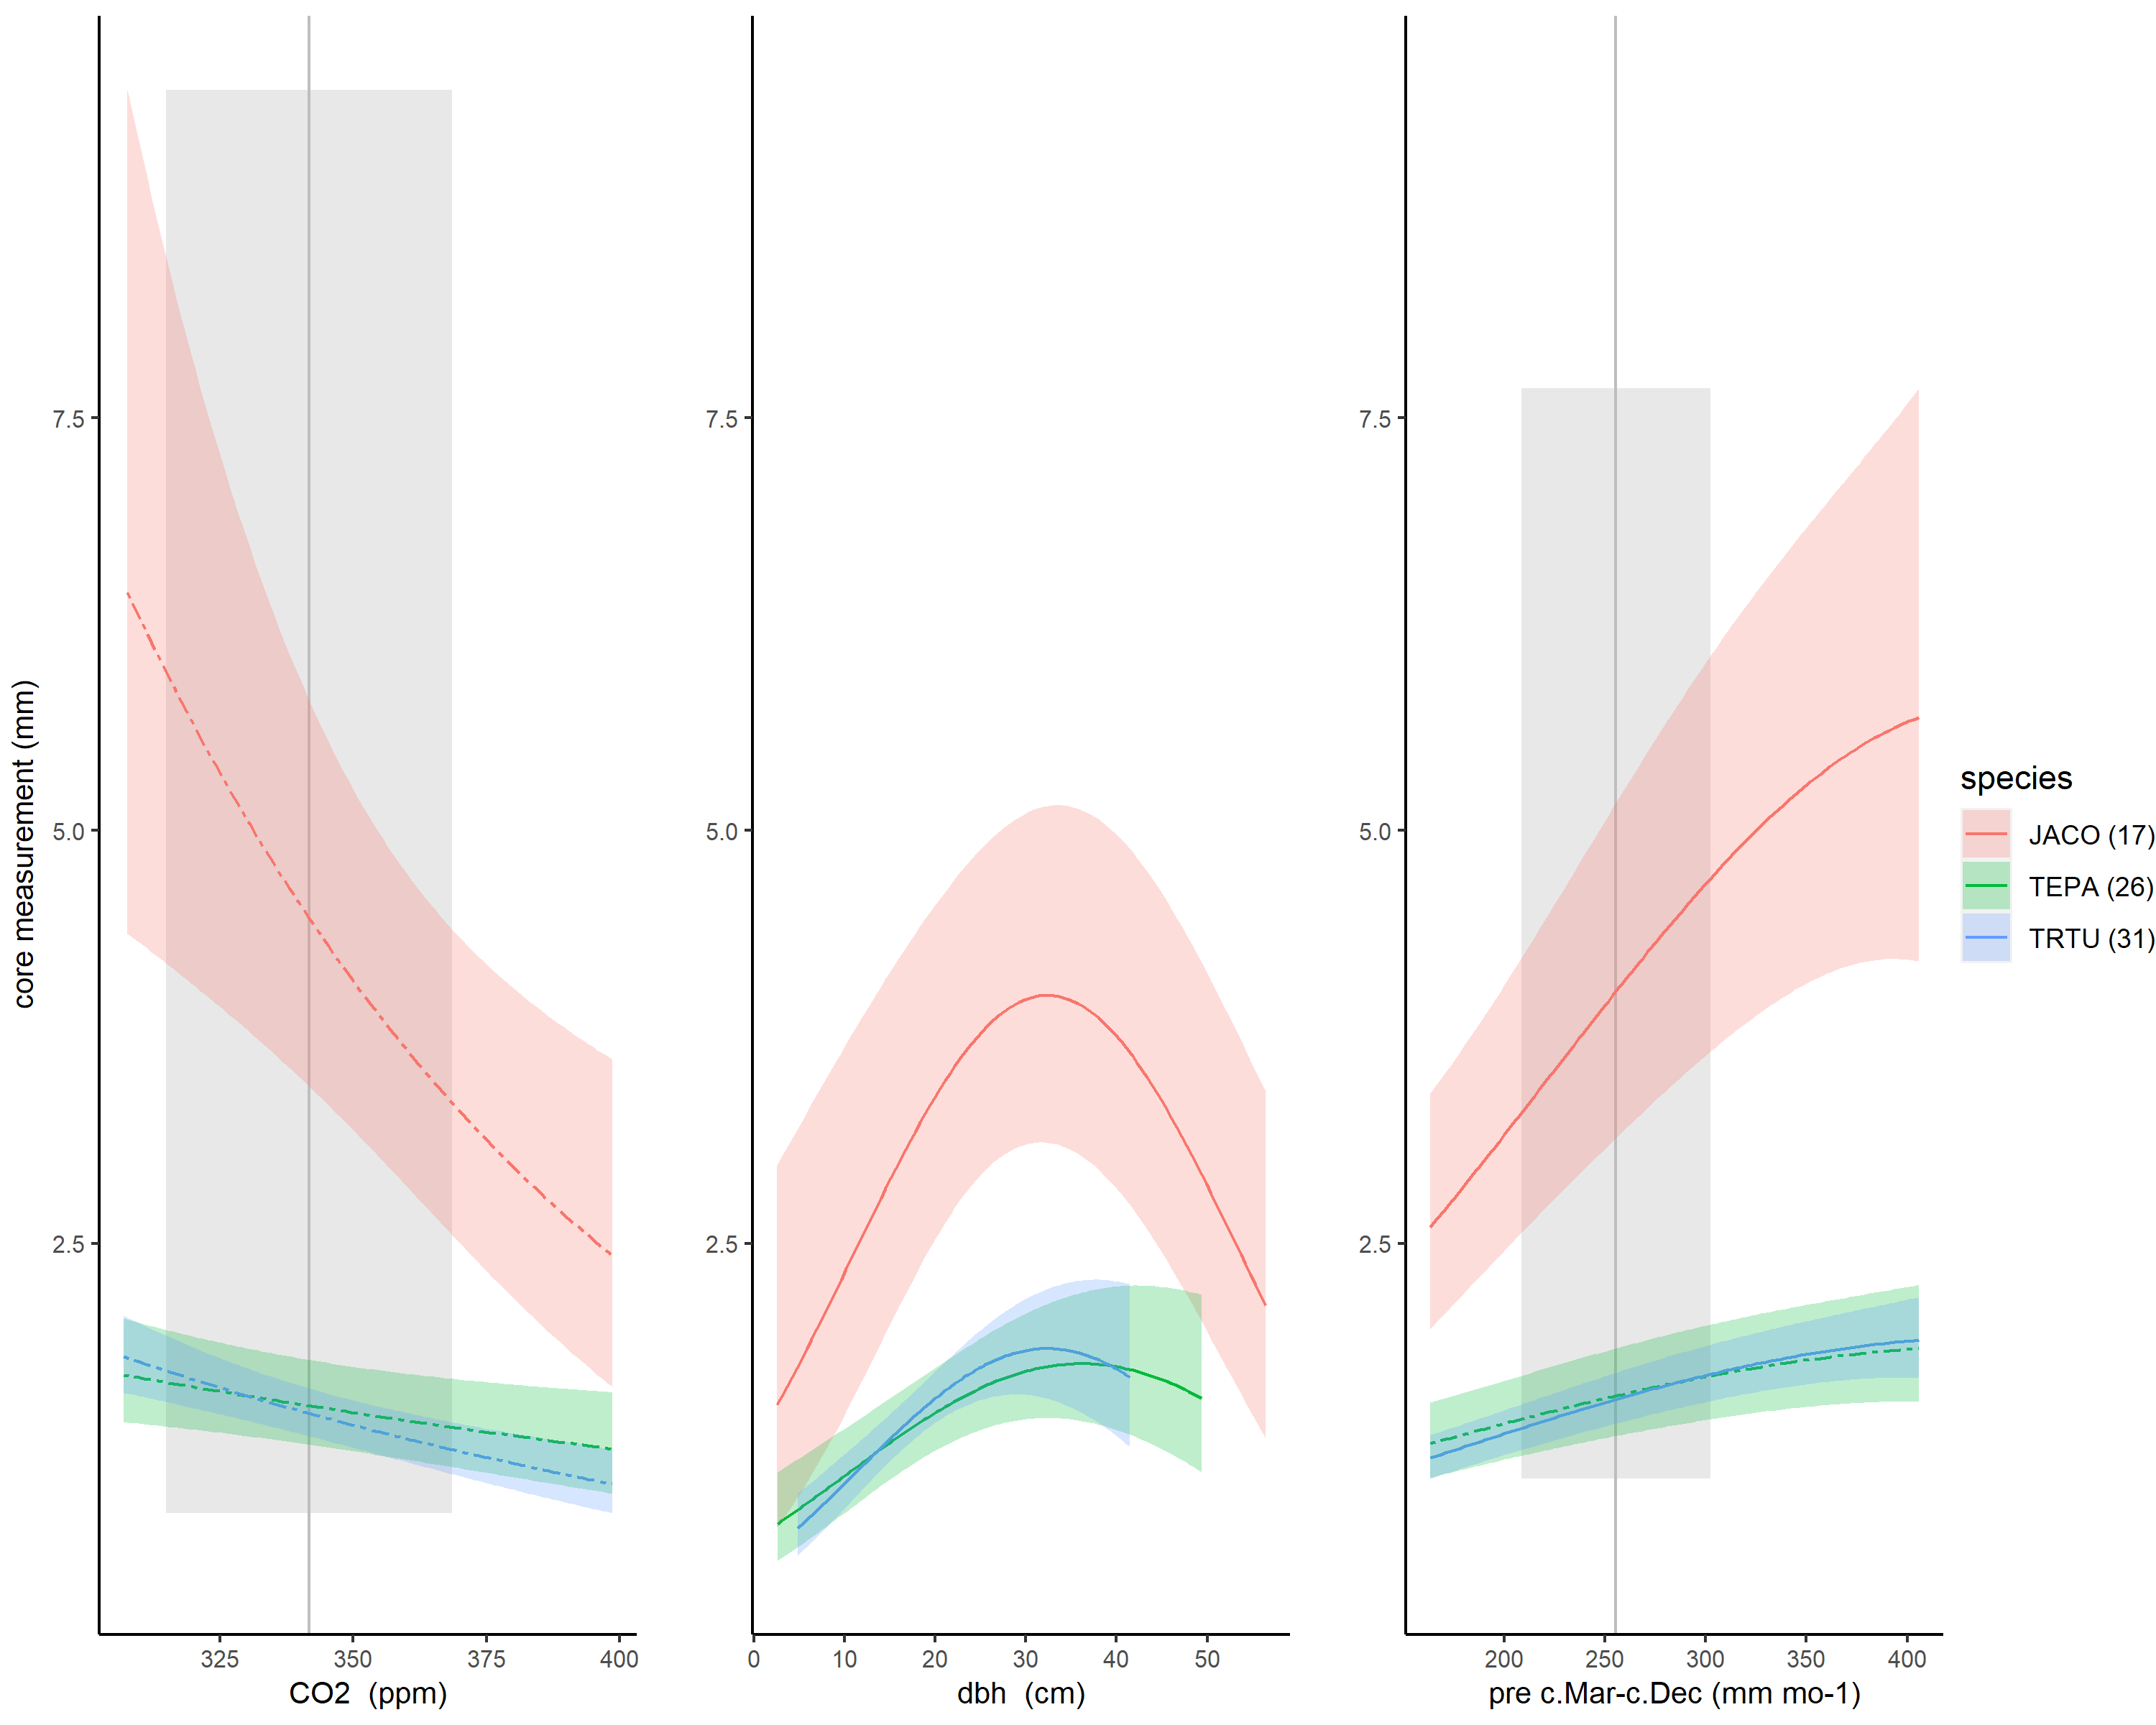 core measurement (mm)
7.5
5.0
2.5
325 350 375 400
CO2  (ppm)
7.5
5.0
2.5
0 10 20 30 40 50
dbh  (cm)
7.5
5.0
2.5
200 250 300 350 400
pre c.Mar-c.Dec (mm mo-1)
species
JACO (17)
TEPA (26)
TRTU (31)